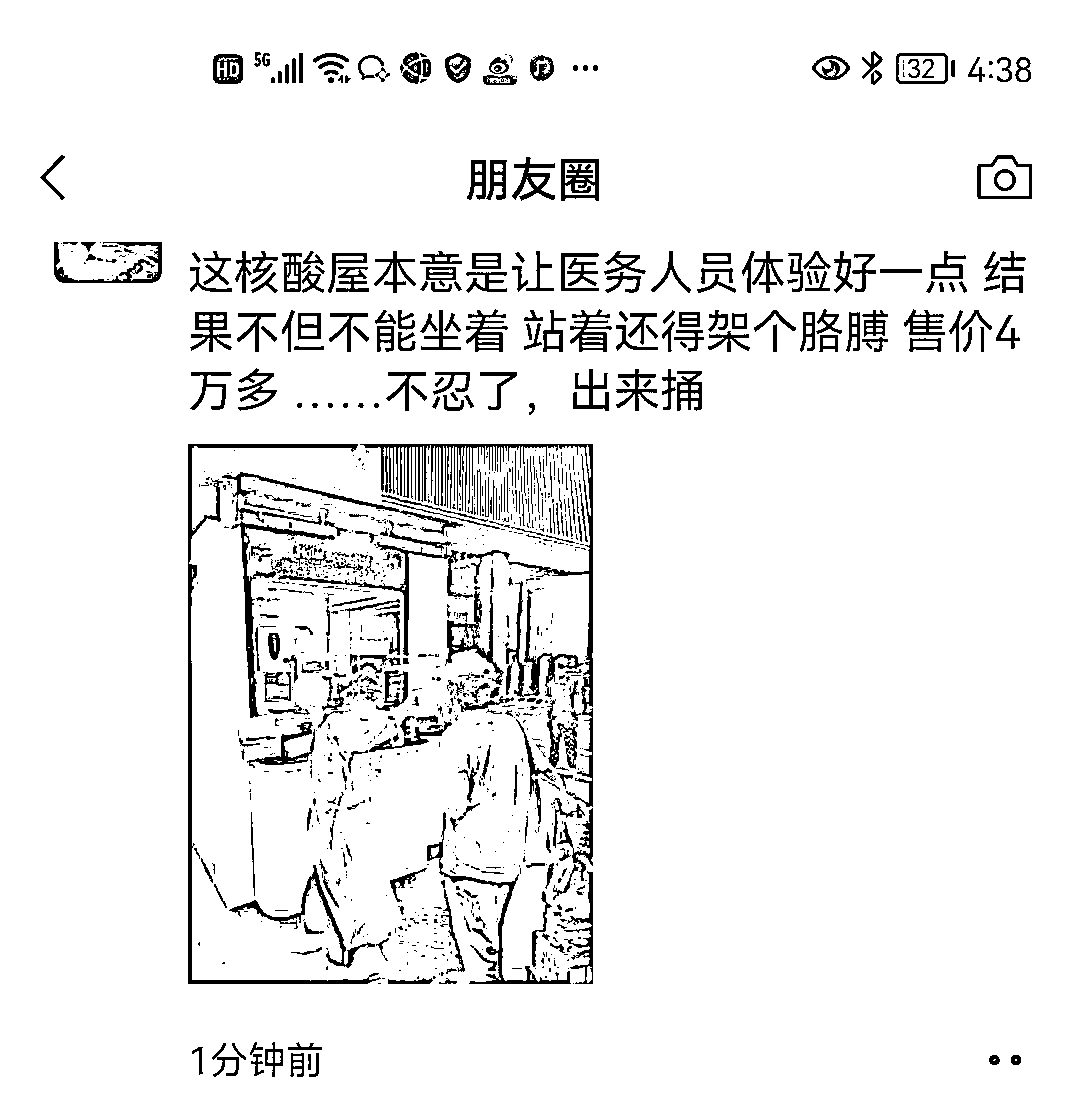 HD 5G 32 4:38
朋友圈
这核酸屋本意是让医务人员体验好一点 结
果不但不能坐着 站着还得架个胳膊 售价4
万多 ……不忍了，出来捅
1分钟前